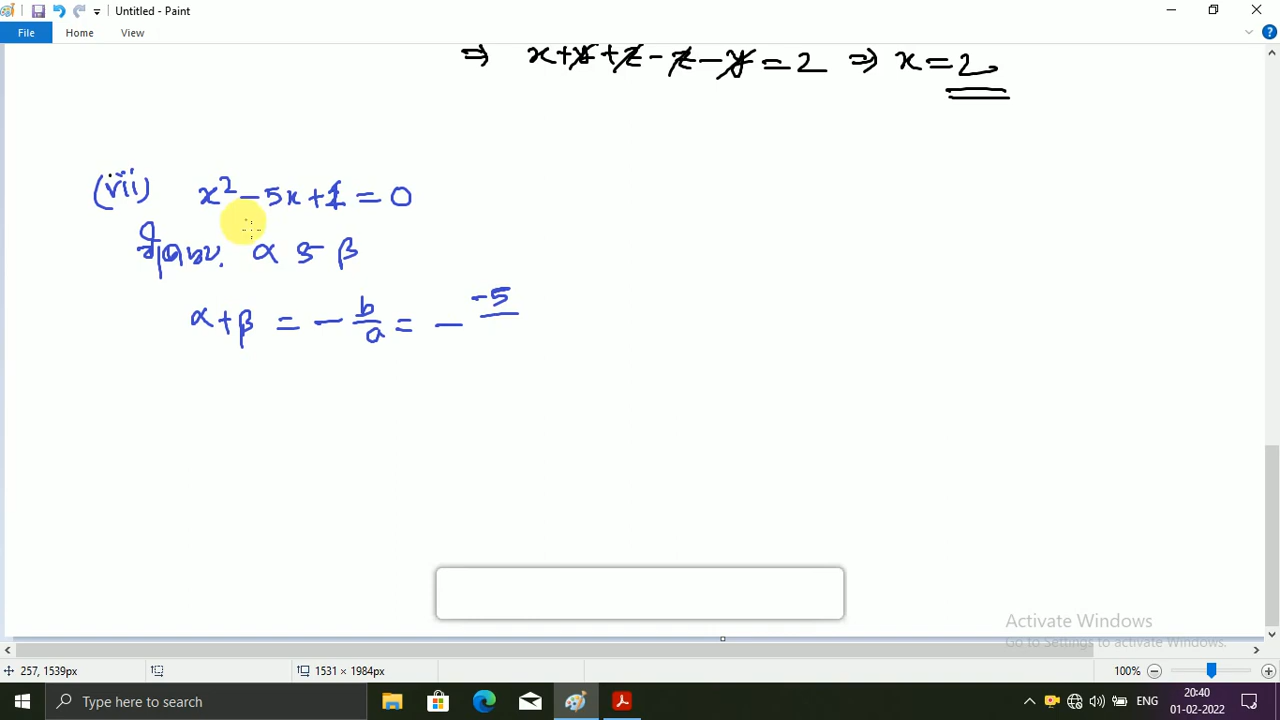 Untitled - Paint
File Home View
⇒ x+y+z-z-y=2 ⇒ x=2
(vii) x²-5x+1=0
α ও β
α+β = -b/a = - -5
Activate Windows
Go to Settings to activate Windows.
257, 1539px 1531 × 1984px 100%
Type here to search ENG 20:40
01-02-2022